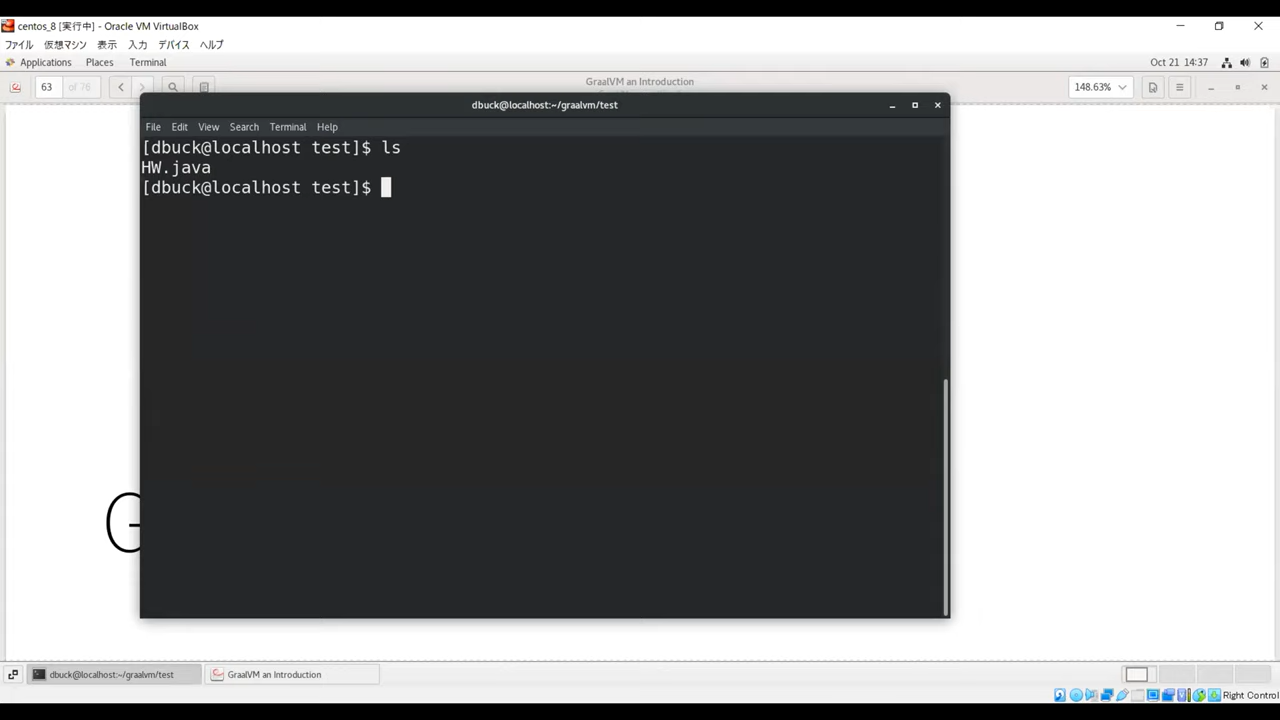 centos_8 [実行中] - Oracle VM VirtualBox
ファイル 仮想マシン 表示 入力 デバイス ヘルプ
Applications Places Terminal Oct 21 14:37
63 of 76 GraalVM an Introduction 148.63%
dbuck@localhost:~/graalvm/test
File Edit View Search Terminal Help
[dbuck@localhost test]$ ls
HW.java
[dbuck@localhost test]$
G
dbuck@localhost:~/graalvm/test GraalVM an Introduction
Right Control